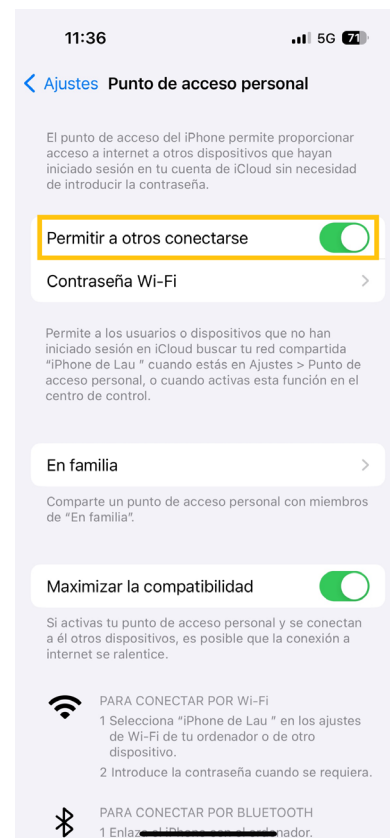 11:36
5G 71
Ajustes Punto de acceso personal
El punto de acceso del iPhone permite proporcionar
acceso a internet a otros dispositivos que hayan
iniciado sesión en tu cuenta de iCloud sin necesidad
de introducir la contraseña.
Permitir a otros conectarse
Contraseña Wi-Fi
Permite a los usuarios o dispositivos que no han
iniciado sesión en iCloud buscar tu red compartida
“iPhone de Lau ” cuando estás en Ajustes > Punto de
acceso personal, o cuando activas esta función en el
centro de control.
En familia
Comparte un punto de acceso personal con miembros
de “En familia”.
Maximizar la compatibilidad
Si activas tu punto de acceso personal y se conectan
a él otros dispositivos, es posible que la conexión a
internet se ralentice.
PARA CONECTAR POR Wi-Fi
1 Selecciona “iPhone de Lau ” en los ajustes
de Wi-Fi de tu ordenador o de otro
dispositivo.
2 Introduce la contraseña cuando se requiera.
PARA CONECTAR POR BLUETOOTH
1 Enlaza el iPhone con el ordenador.